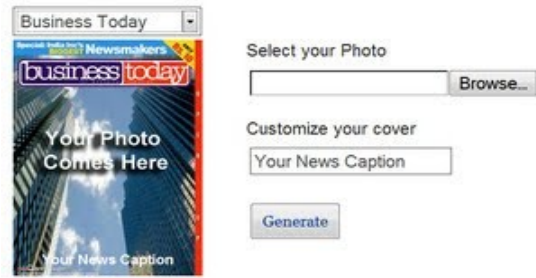 Business Today
Special: India Inc's
BIGGEST Newsmakers
business today
Your Photo
Comes Here
Your News Caption
Select your Photo
Browse...
Customize your cover
Your News Caption
Generate